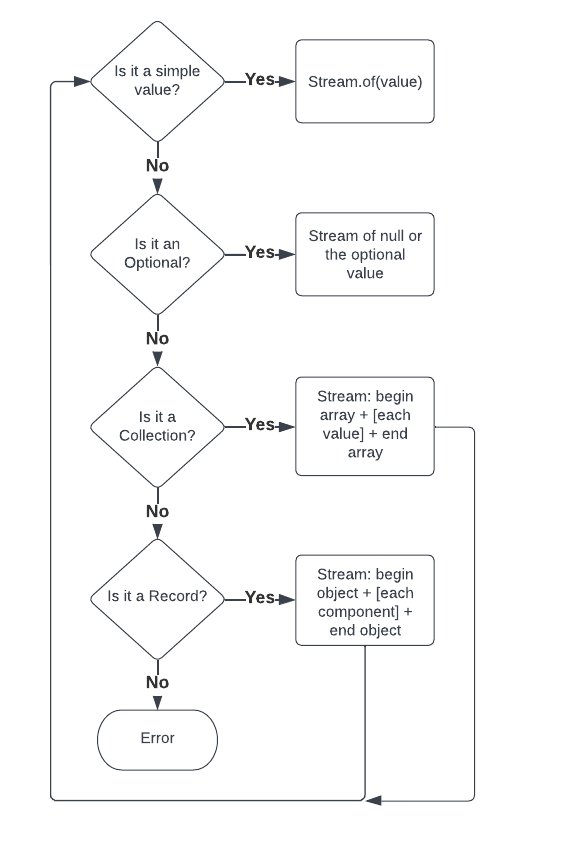 Is it a simple
value?
Yes
Stream.of(value)
No
Is it an
Optional?
Yes
Stream of null or
the optional
value
No
Is it a
Collection?
Yes
Stream: begin
array + [each
value] + end
array
No
Is it a Record?
Yes
Stream: begin
object + [each
component] +
end object
No
Error